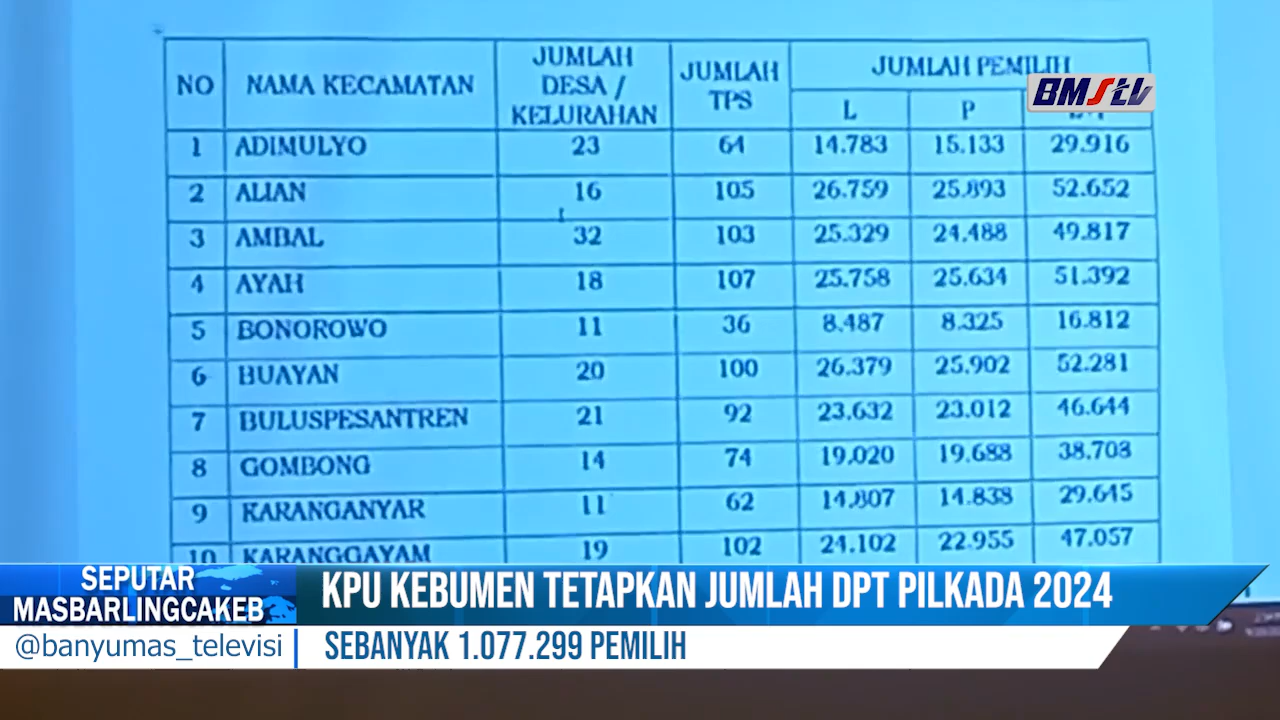 NO NAMA KECAMATAN JUMLAH DESA / KELURAHAN JUMLAH TPS JUMLAH PEMILIH
L P
BMStv
1 ADIMULYO 23 64 14.783 15.133 29.916
2 ALIAN 16 105 26.759 25.893 52.652
3 AMBAL 32 103 25.329 24.488 49.817
4 AYAH 18 107 25.758 25.634 51.392
5 BONOROWO 11 36 8.487 8.325 16.812
6 BUAYAN 20 100 26.379 25.902 52.281
7 BULUSPESANTREN 21 92 23.632 23.012 46.644
8 GOMBONG 14 74 19.020 19.688 38.708
9 KARANGANYAR 11 62 14.807 14.838 29.645
10 KARANGGAYAM 19 102 24.102 22.955 47.057
SEPUTAR
MASBARLINGCAKEB
KPU KEBUMEN TETAPKAN JUMLAH DPT PILKADA 2024
@banyumas_televisi
SEBANYAK 1.077.299 PEMILIH